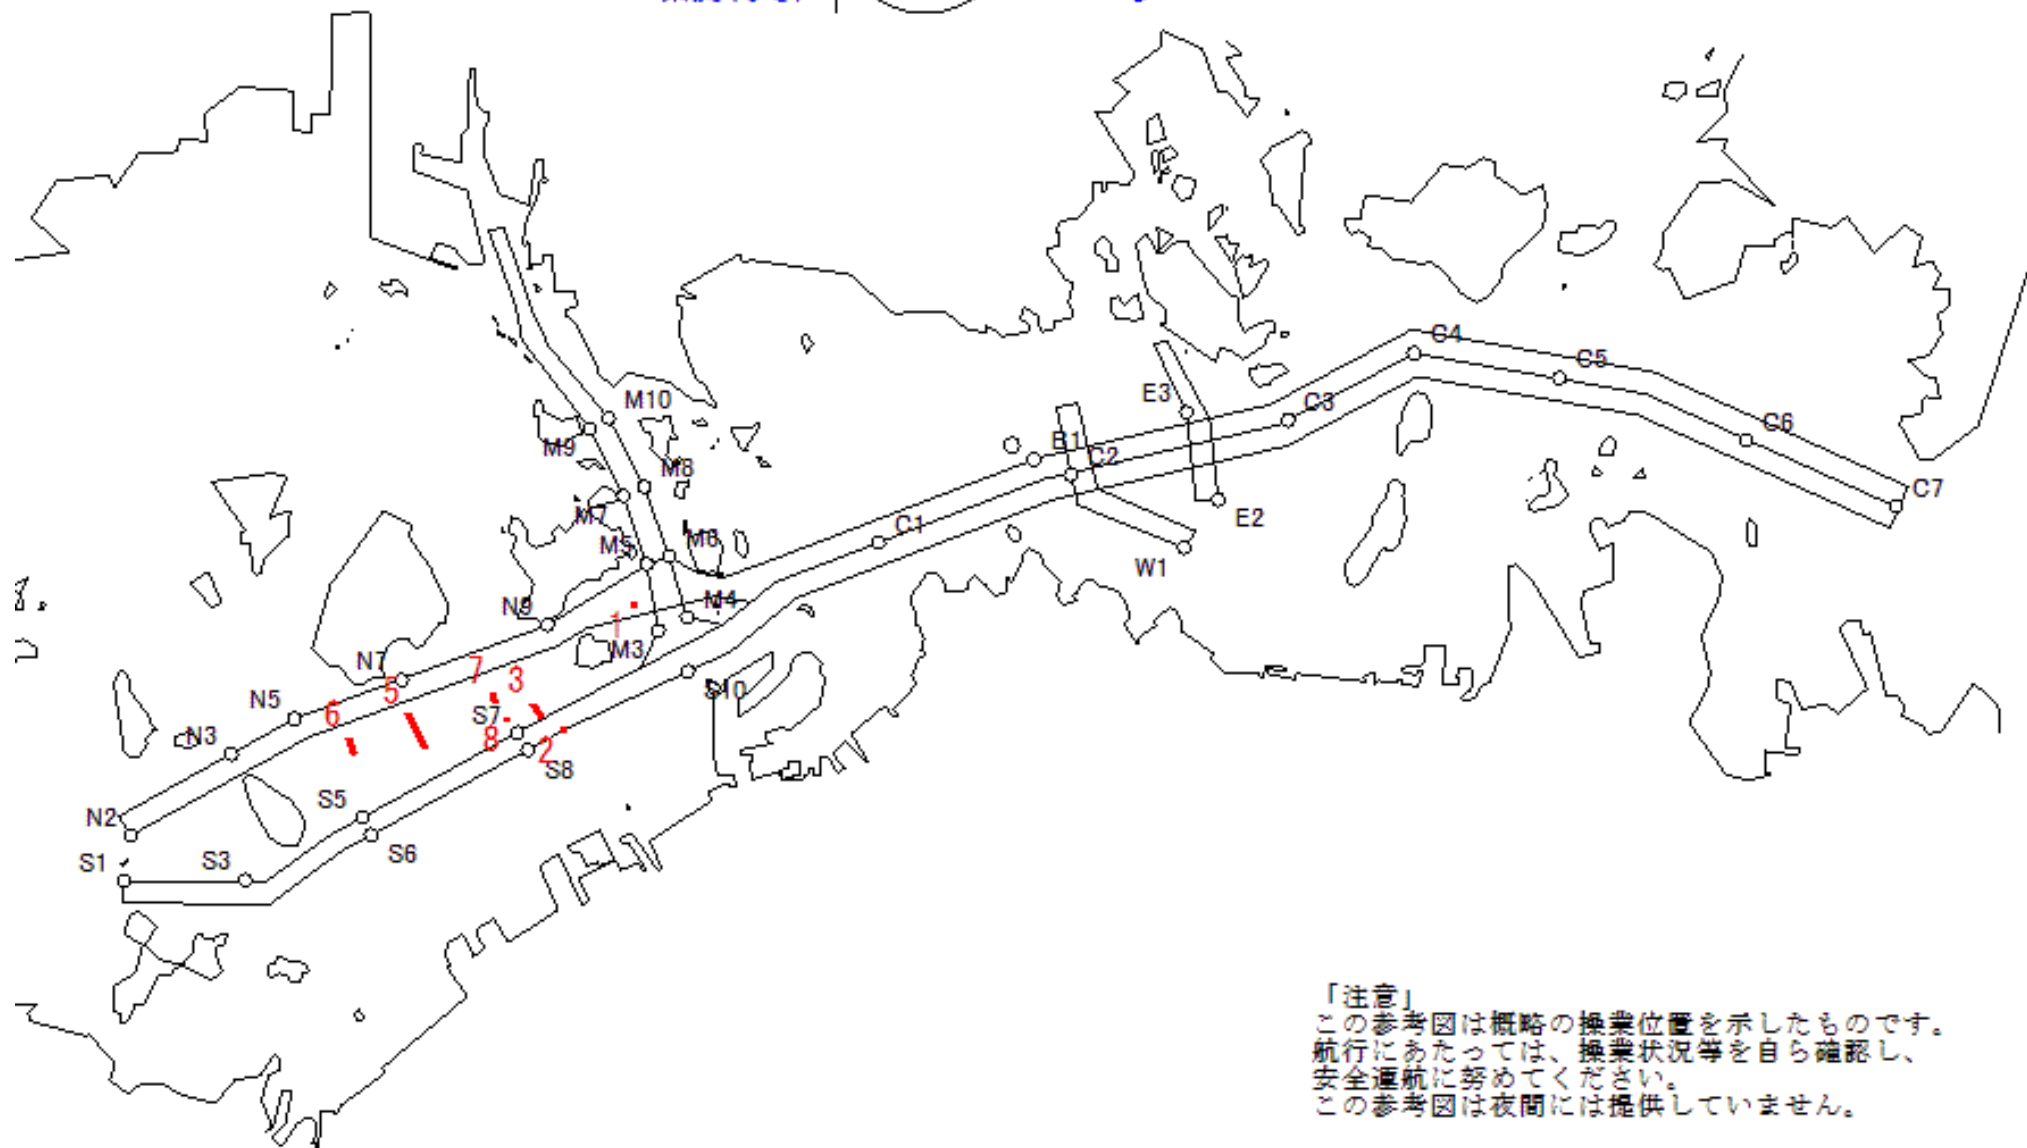 C4
C5
E3
M10
C3
C6
M9
B1
C2
M8
C7
M7
E2
C1
M5
M6
W1
N9
M4
1
M3
N7
7
3
5
S10
N5
6
S7
N3
8
2
S8
S5
N2
S6
S1
S3
「注意」
この参考図は概略の操業位置を示したものです。
航行にあたっては、操業状況等を自ら確認し、
安全運航に努めてください。
この参考図は夜間には提供していません。